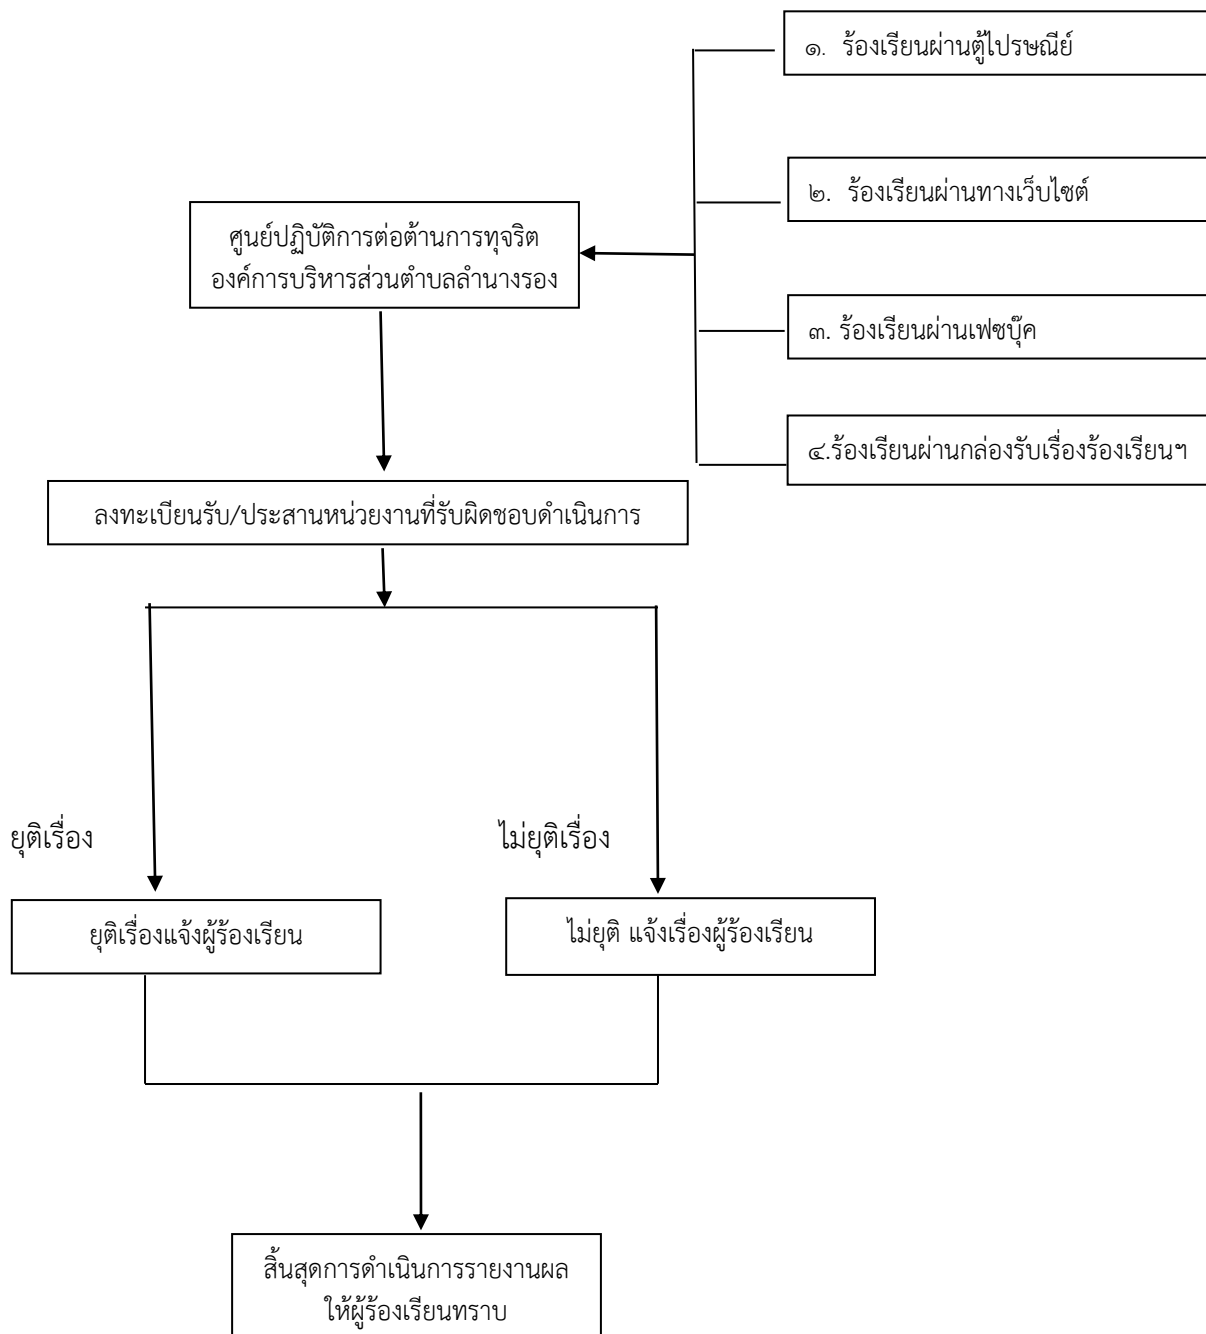 ๑. ร้องเรียนผ่านตู้ไปรษณีย์
๒. ร้องเรียนผ่านทางเว็บไซต์
ศูนย์ปฏิบัติการต่อต้านการทุจริต
องค์การบริหารส่วนตำบลลำนางรอง
๓. ร้องเรียนผ่านเฟซบุ๊ค
๔.ร้องเรียนผ่านกล่องรับเรื่องร้องเรียนฯ
ลงทะเบียนรับ/ประสานหน่วยงานที่รับผิดชอบดำเนินการ
ยุติเรื่อง
ไม่ยุติเรื่อง
ยุติเรื่องแจ้งผู้ร้องเรียน
ไม่ยุติ แจ้งเรื่องผู้ร้องเรียน
สิ้นสุดการดำเนินการรายงานผล
ให้ผู้ร้องเรียนทราบ